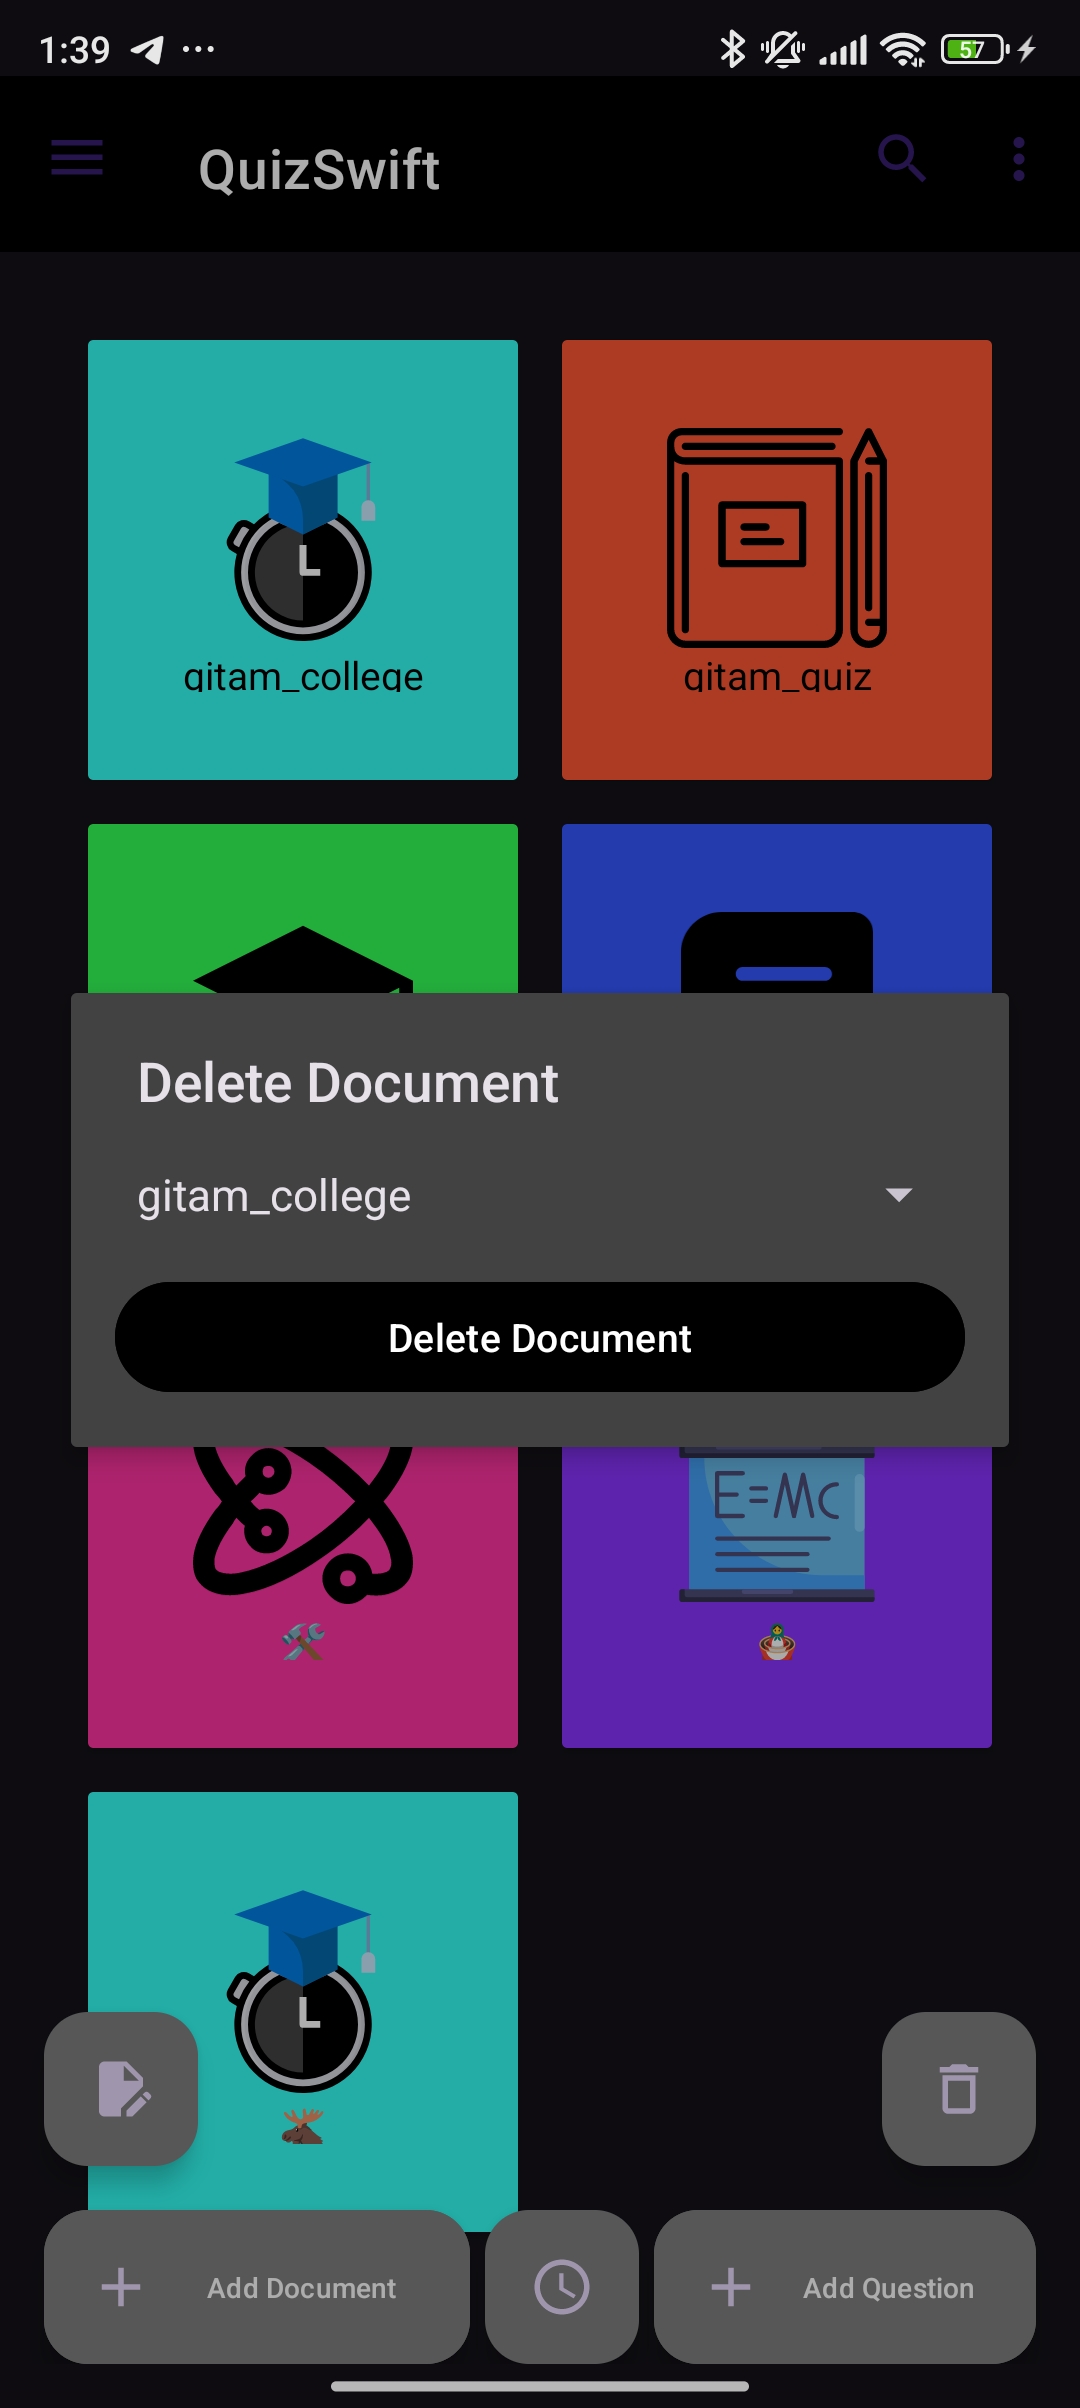 1:39
57
QuizSwift
gitam_college
gitam_quiz
Delete Document
gitam_college
Delete Document
E=MC
Add Document
Add Question